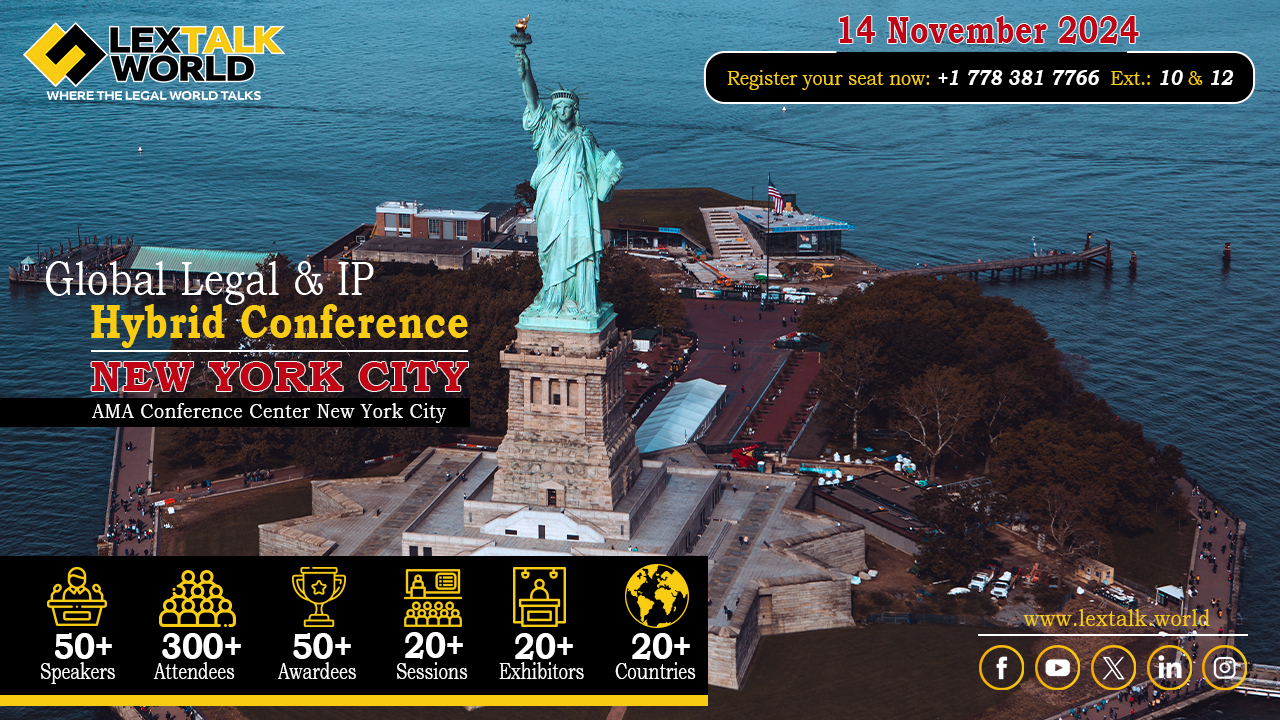 LEXTALK
WORLD
WHERE THE LEGAL WORLD TALKS
14 November 2024
Register your seat now: +1 778 381 7766 Ext.: 10 & 12
Global Legal & IP
Hybrid Conference
NEW YORK CITY
AMA Conference Center New York City
50+
Speakers
300+
Attendees
50+
Awardees
20+
Sessions
20+
Exhibitors
20+
Countries
www.lextalk.world